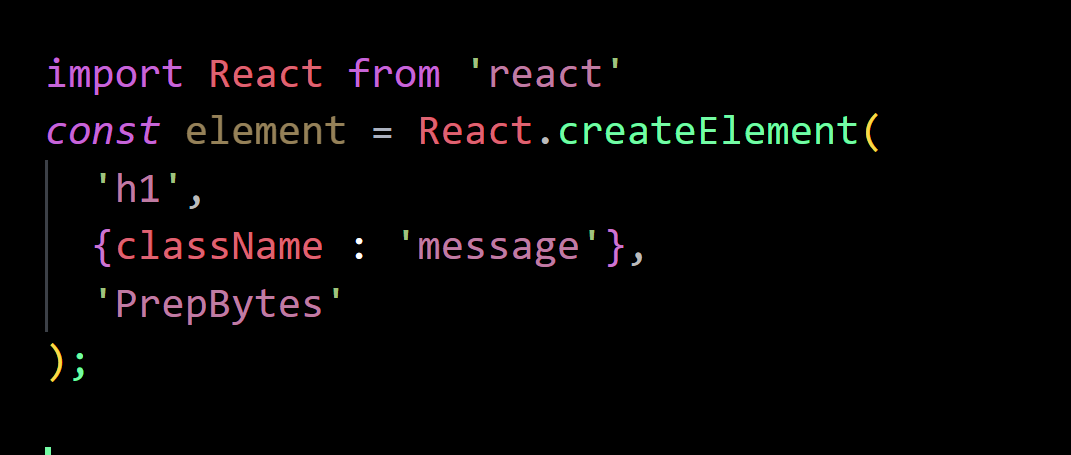 import React from 'react'
const element = React.createElement(
  'h1',
  {className : 'message'},
  'PrepBytes'
);